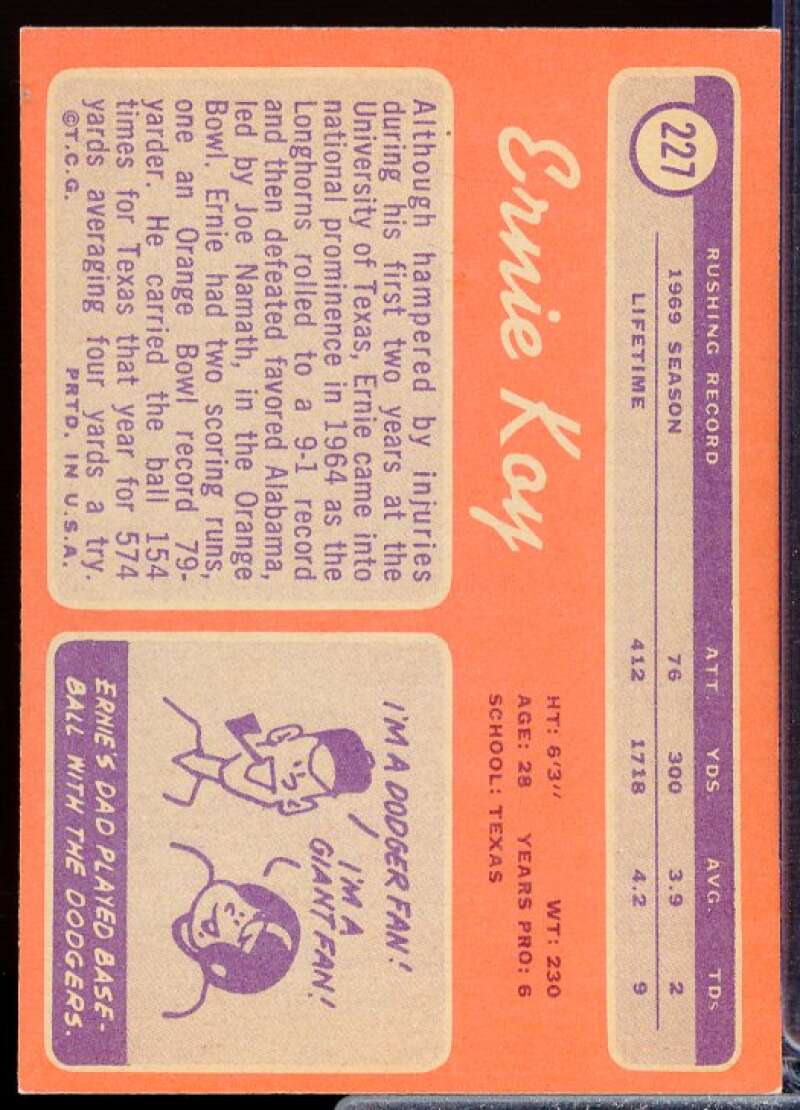 227
RUSHING RECORD ATT. YDS. AVG. TDs
1969 SEASON 76 300 3.9 2
LIFETIME 412 1718 4.2 9
Ernie Koy
HT: 6'3" WT: 230
AGE: 28 YEARS PRO: 6
SCHOOL: TEXAS
Although hampered by injuries
during his first two years at the
University of Texas, Ernie came into
national prominence in 1964 as the
Longhorns rolled to a 9-1 record
and then defeated favored Alabama,
led by Joe Namath, in the Orange
Bowl. Ernie had two scoring runs,
one an Orange Bowl record 79-
yarder. He carried the ball 154
times for Texas that year for 574
yards averaging four yards a try.
©T.C.G. PRTD. IN U.S.A.
I'M A DODGER FAN!
I'M A
GIANT FAN!
ERNIE'S DAD PLAYED BASE-
BALL WITH THE DODGERS.